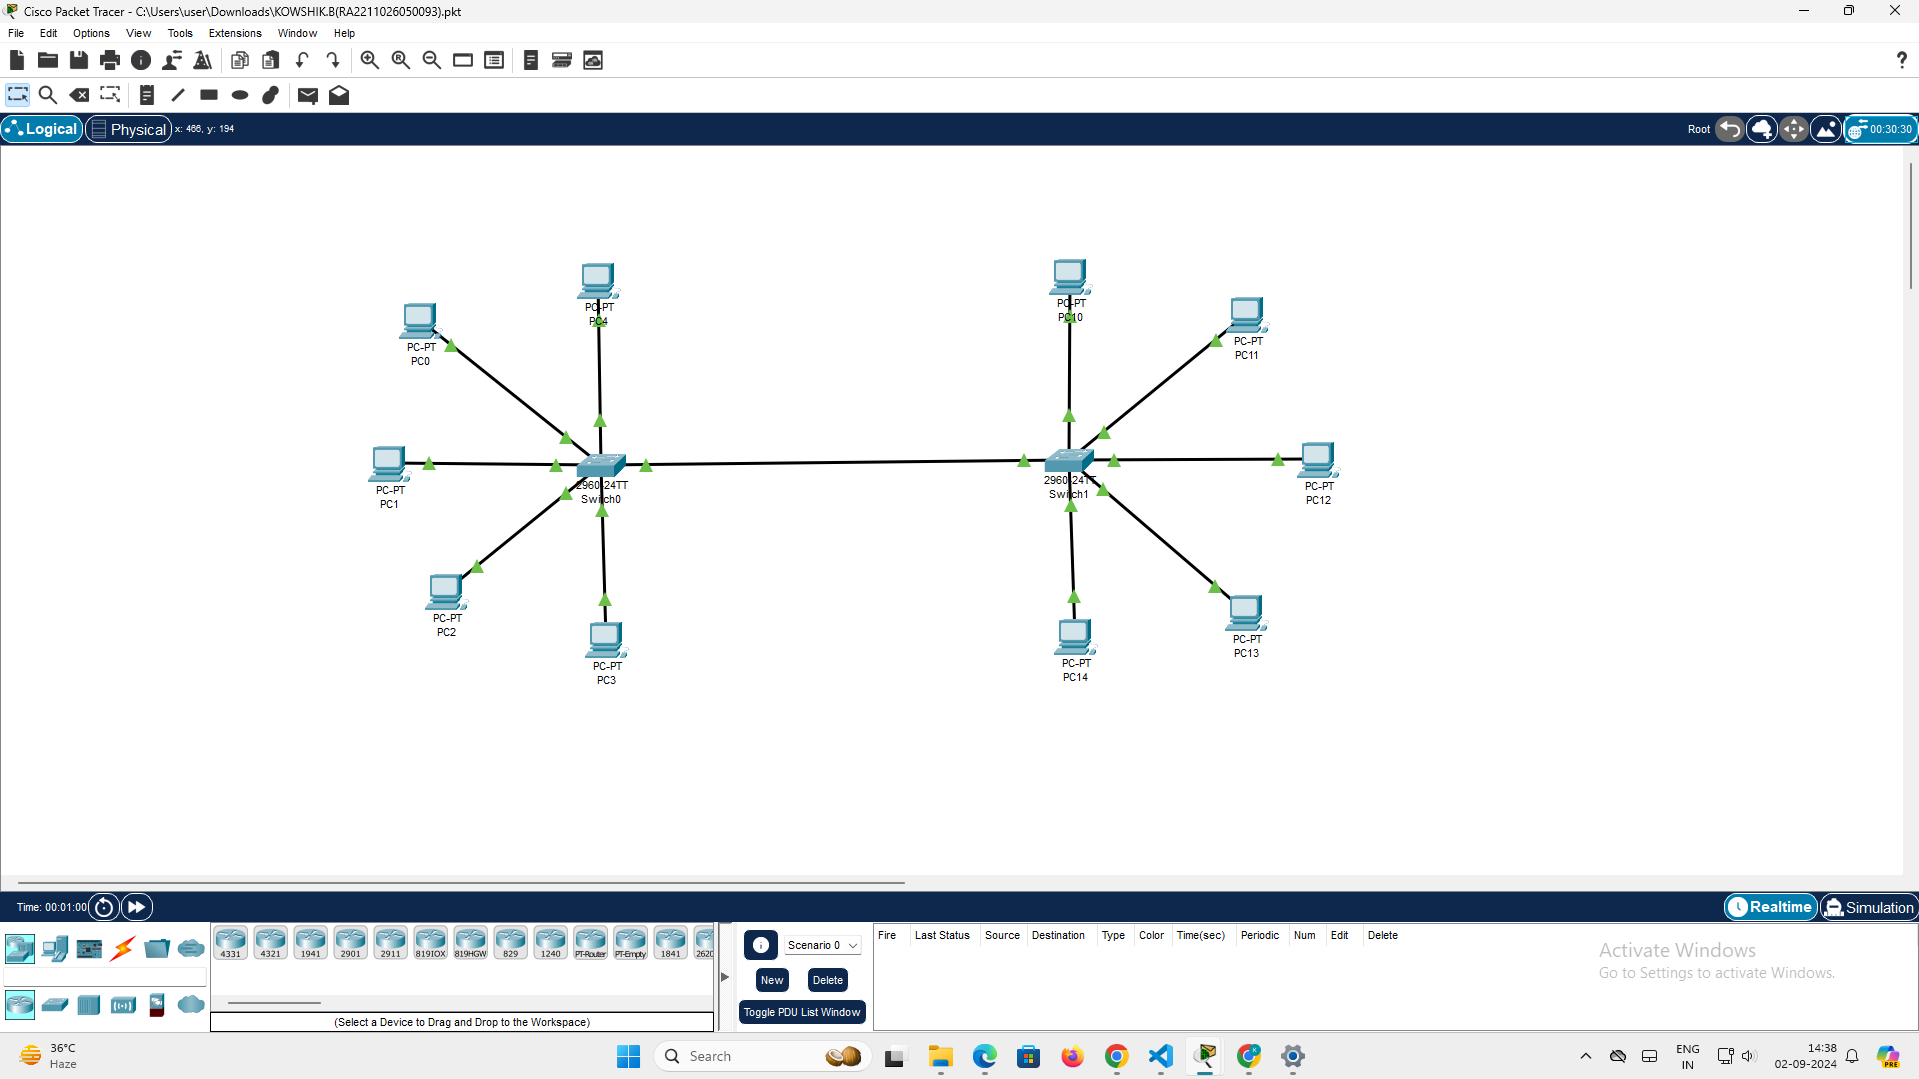 Cisco Packet Tracer - C:\Users\user\Downloads\KOWSHIK.B(RA2211026050093).pkt
File Edit Options View Tools Extensions Window Help
Logical Physical x: 466, y: 194 Root 00:30:30
PC-PT
PC4
PC-PT
PC10
PC-PT
PC0
PC-PT
PC11
PC-PT
PC1
2960-24TT
Switch0
2960-24TT
Switch1
PC-PT
PC12
PC-PT
PC2
PC-PT
PC3
PC-PT
PC14
PC-PT
PC13
Time: 00:01:00 Realtime Simulation
4331 4321 1941 2901 2911 819IOX 819HGW 829 1240 PT-Router PT-Empty 1841 2620
(Select a Device to Drag and Drop to the Workspace)
Scenario 0
New Delete
Toggle PDU List Window
Fire Last Status Source Destination Type Color Time(sec) Periodic Num Edit Delete
Activate Windows
Go to Settings to activate Windows.
36°C
Haze
Search
ENG
IN
14:38
02-09-2024
PRE